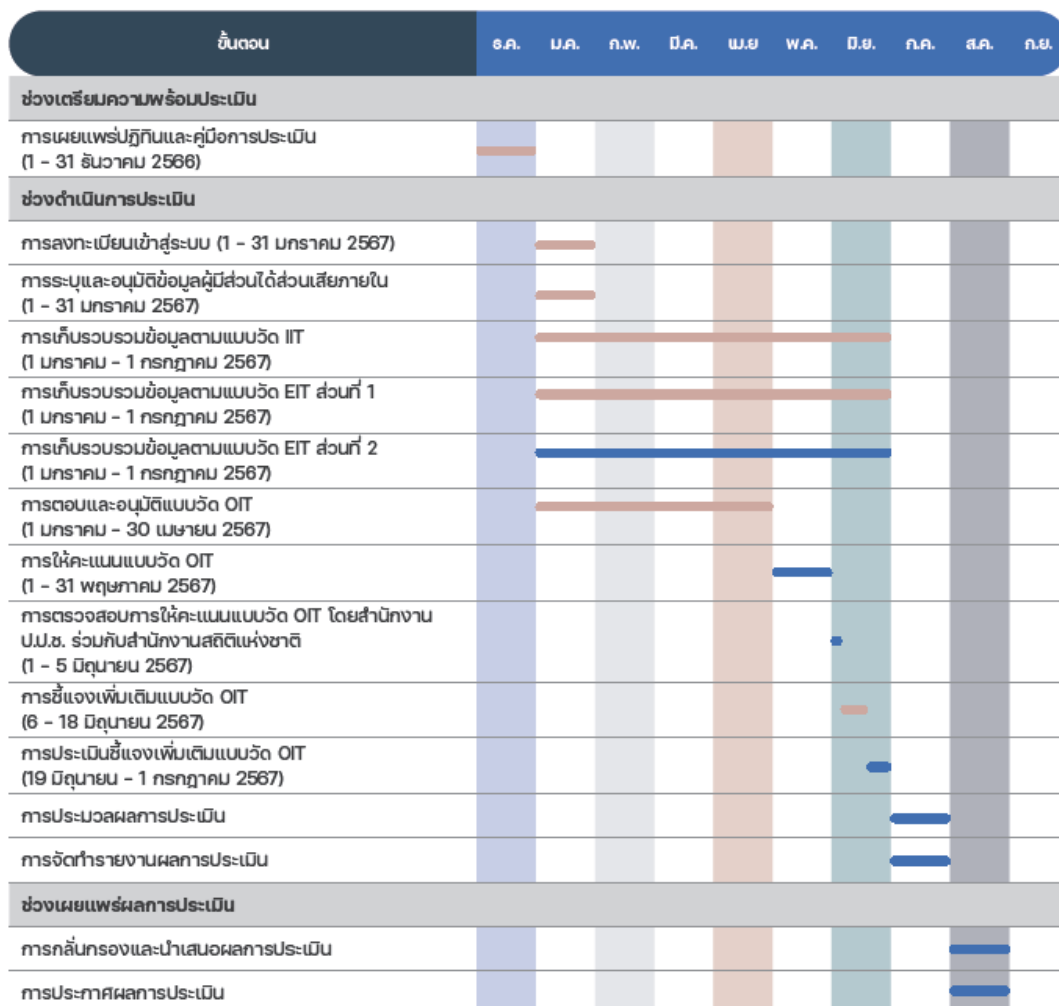 ขั้นตอน ธ.ค. ม.ค. ก.พ. มี.ค. เม.ย พ.ค. มิ.ย. ก.ค. ส.ค. ก.ย.
ช่วงเตรียมความพร้อมประเมิน
การเผยแพร่ปฏิทินและคู่มือการประเมิน
(1 - 31 ธันวาคม 2566)
ช่วงดำเนินการประเมิน
การลงทะเบียนเข้าสู่ระบบ (1 - 31 มกราคม 2567)
การระบุและอนุมัติข้อมูลผู้มีส่วนได้ส่วนเสียภายใน
(1 - 31 มกราคม 2567)
การเก็บรวบรวมข้อมูลตามแบบวัด IIT
(1 มกราคม - 1 กรกฎาคม 2567)
การเก็บรวบรวมข้อมูลตามแบบวัด EIT ส่วนที่ 1
(1 มกราคม - 1 กรกฎาคม 2567)
การเก็บรวบรวมข้อมูลตามแบบวัด EIT ส่วนที่ 2
(1 มกราคม - 1 กรกฎาคม 2567)
การตอบและอนุมัติแบบวัด OIT
(1 มกราคม - 30 เมษายน 2567)
การให้คะแนนแบบวัด OIT
(1 - 31 พฤษภาคม 2567)
การตรวจสอบการให้คะแนนแบบวัด OIT โดยสำนักงาน
ป.ป.ช. ร่วมกับสำนักงานสถิติแห่งชาติ
(1 - 5 มิถุนายน 2567)
การชี้แจงเพิ่มเติมแบบวัด OIT
(6 - 18 มิถุนายน 2567)
การประเมินชี้แจงเพิ่มเติมแบบวัด OIT
(19 มิถุนายน - 1 กรกฎาคม 2567)
การประมวลผลการประเมิน
การจัดทำรายงานผลการประเมิน
ช่วงเผยแพร่ผลการประเมิน
การกลั่นกรองและนำเสนอผลการประเมิน
การประกาศผลการประเมิน